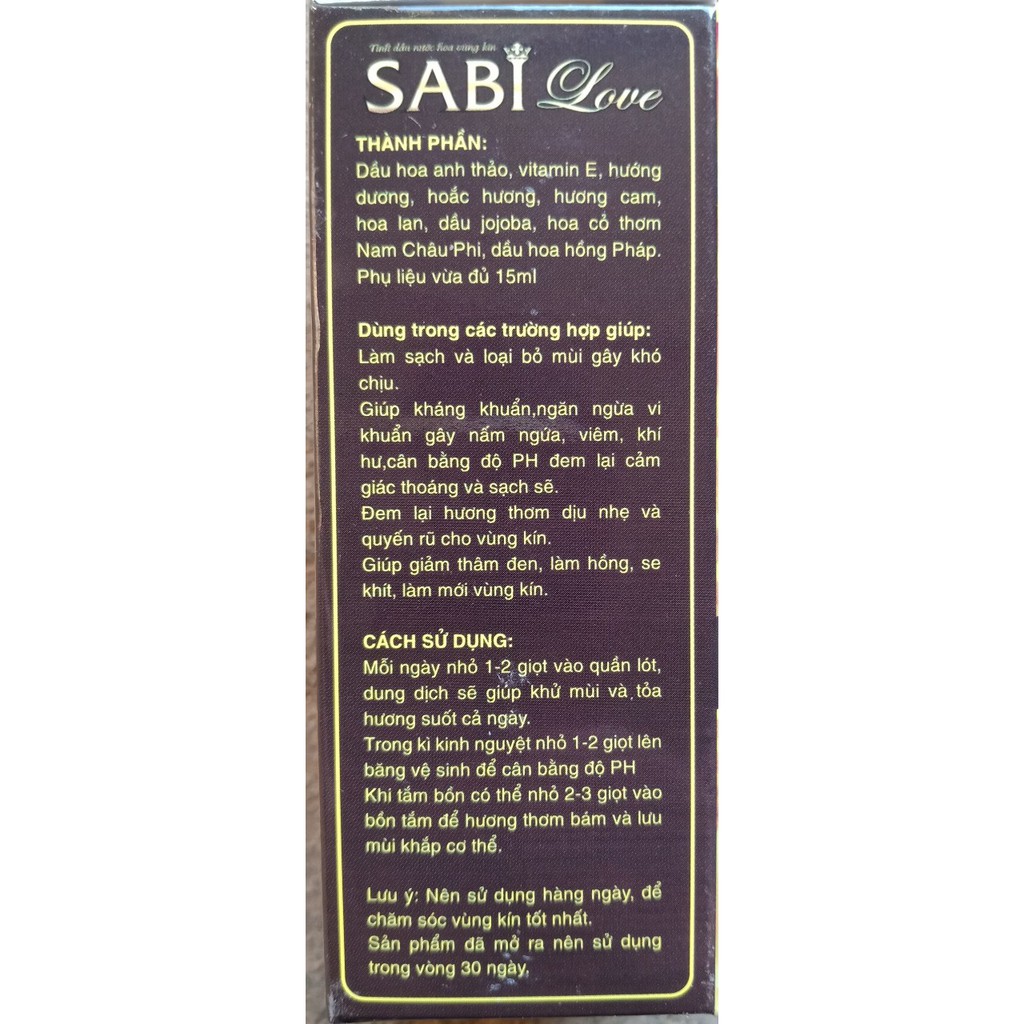 Tinh dầu nước hoa vùng kín
SABI Love
THÀNH PHẦN:
Dầu hoa anh thảo, vitamin E, hướng
dương, hoắc hương, hương cam,
hoa lan, dầu jojoba, hoa cỏ thơm
Nam Châu Phi, dầu hoa hồng Pháp.
Phụ liệu vừa đủ 15ml
Dùng trong các trường hợp giúp:
Làm sạch và loại bỏ mùi gây khó
chịu.
Giúp kháng khuẩn,ngăn ngừa vi
khuẩn gây nấm ngứa, viêm, khí
hư,cân bằng độ PH đem lại cảm
giác thoáng và sạch sẽ.
Đem lại hương thơm dịu nhẹ và
quyến rũ cho vùng kín.
Giúp giảm thâm đen, làm hồng, se
khít, làm mới vùng kín.
CÁCH SỬ DỤNG:
Mỗi ngày nhỏ 1-2 giọt vào quần lót,
dung dịch sẽ giúp khử mùi và tỏa
hương suốt cả ngày.
Trong kì kinh nguyệt nhỏ 1-2 giọt lên
băng vệ sinh để cân bằng độ PH
Khi tắm bồn có thể nhỏ 2-3 giọt vào
bồn tắm để hương thơm bám và lưu
mùi khắp cơ thể.
Lưu ý: Nên sử dụng hàng ngày, để
chăm sóc vùng kín tốt nhất.
Sản phẩm đã mở ra nên sử dụng
trong vòng 30 ngày.